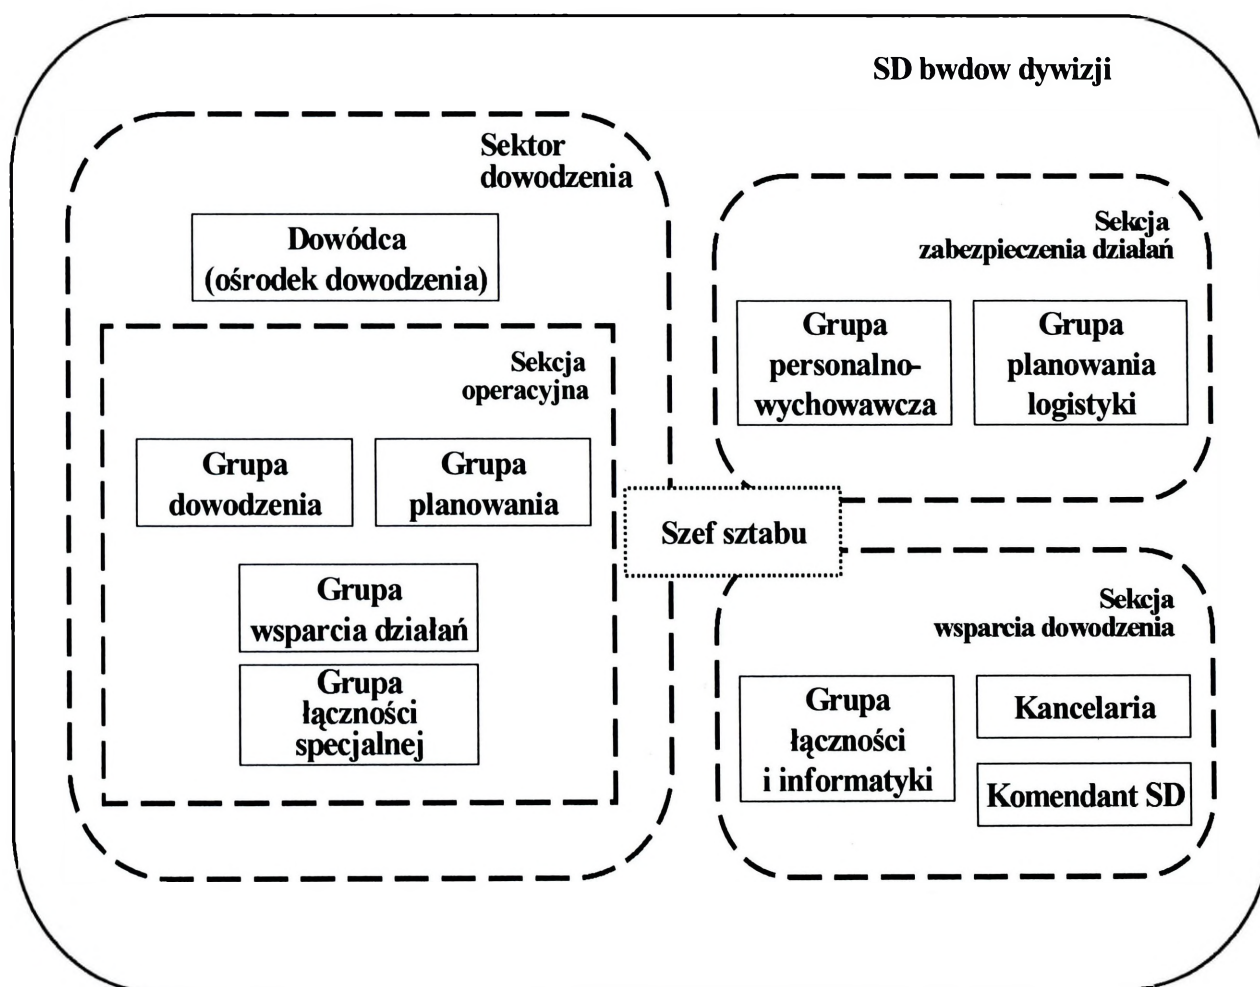 SD bwdow dywizji
Sektor
dowodzenia
Dowódca
(ośrodek dowodzenia)
Sekcja
operacyjna
Grupa
dowodzenia
Grupa
planowania
Grupa
wsparcia działań
Grupa
łączności
specjalnej
Szef sztabu
Sekcja
zabezpieczenia działań
Grupa
personalno-
wychowawcza
Grupa
planowania
logistyki
Sekcja
wsparcia dowodzenia
Grupa
łączności
i informatyki
Kancelaria
Komendant SD